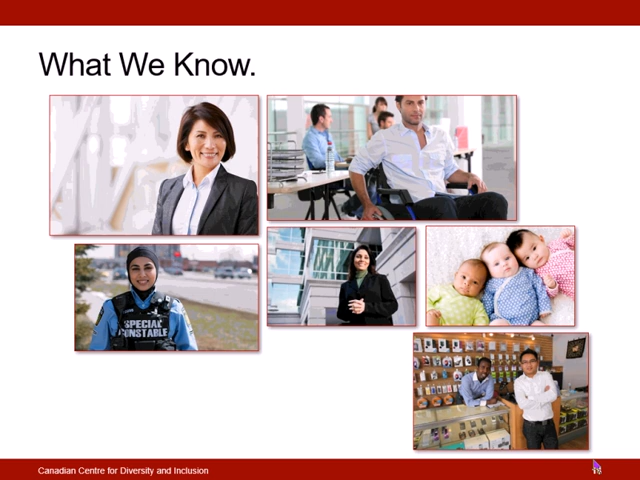 What We Know.
SPECIAL
CONSTABLE
Canadian Centre for Diversity and Inclusion